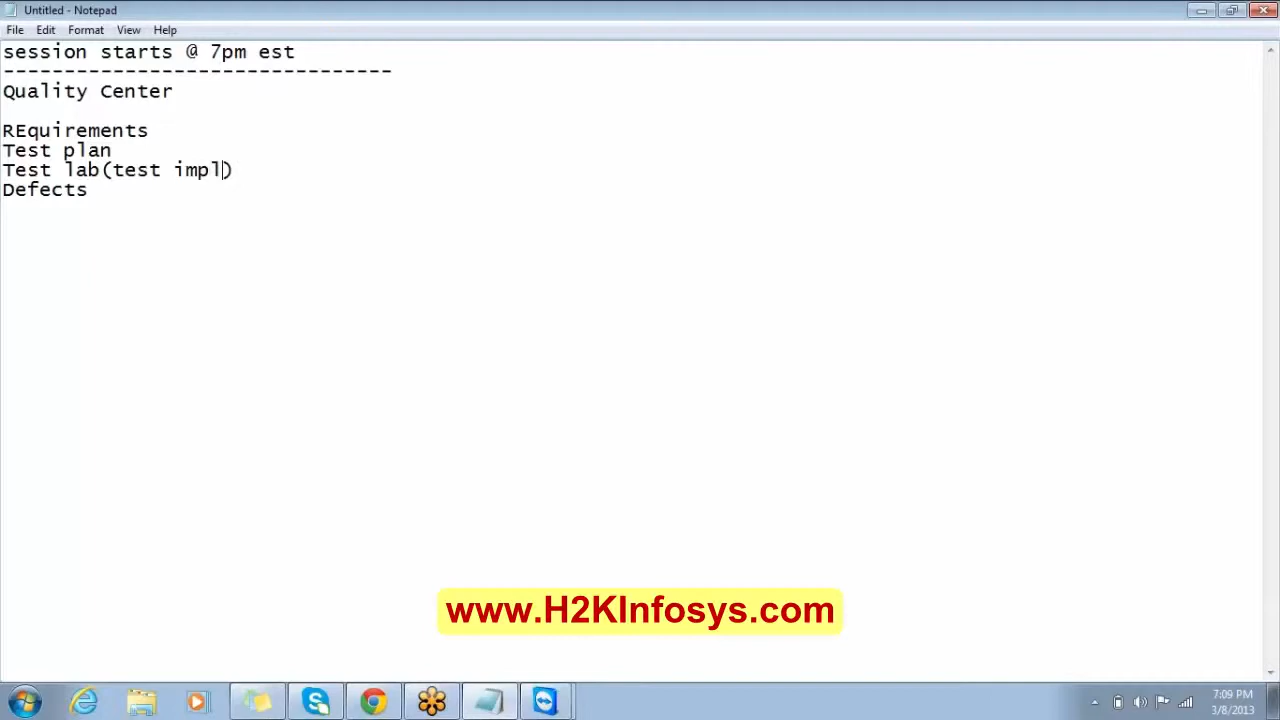 Untitled - Notepad
File Edit Format View Help
session starts @ 7pm est
--------------------------------
Quality Center
REquirements
Test plan
Test lab(test impl)
Defects
www.H2KInfosys.com
7:09 PM
3/8/2013